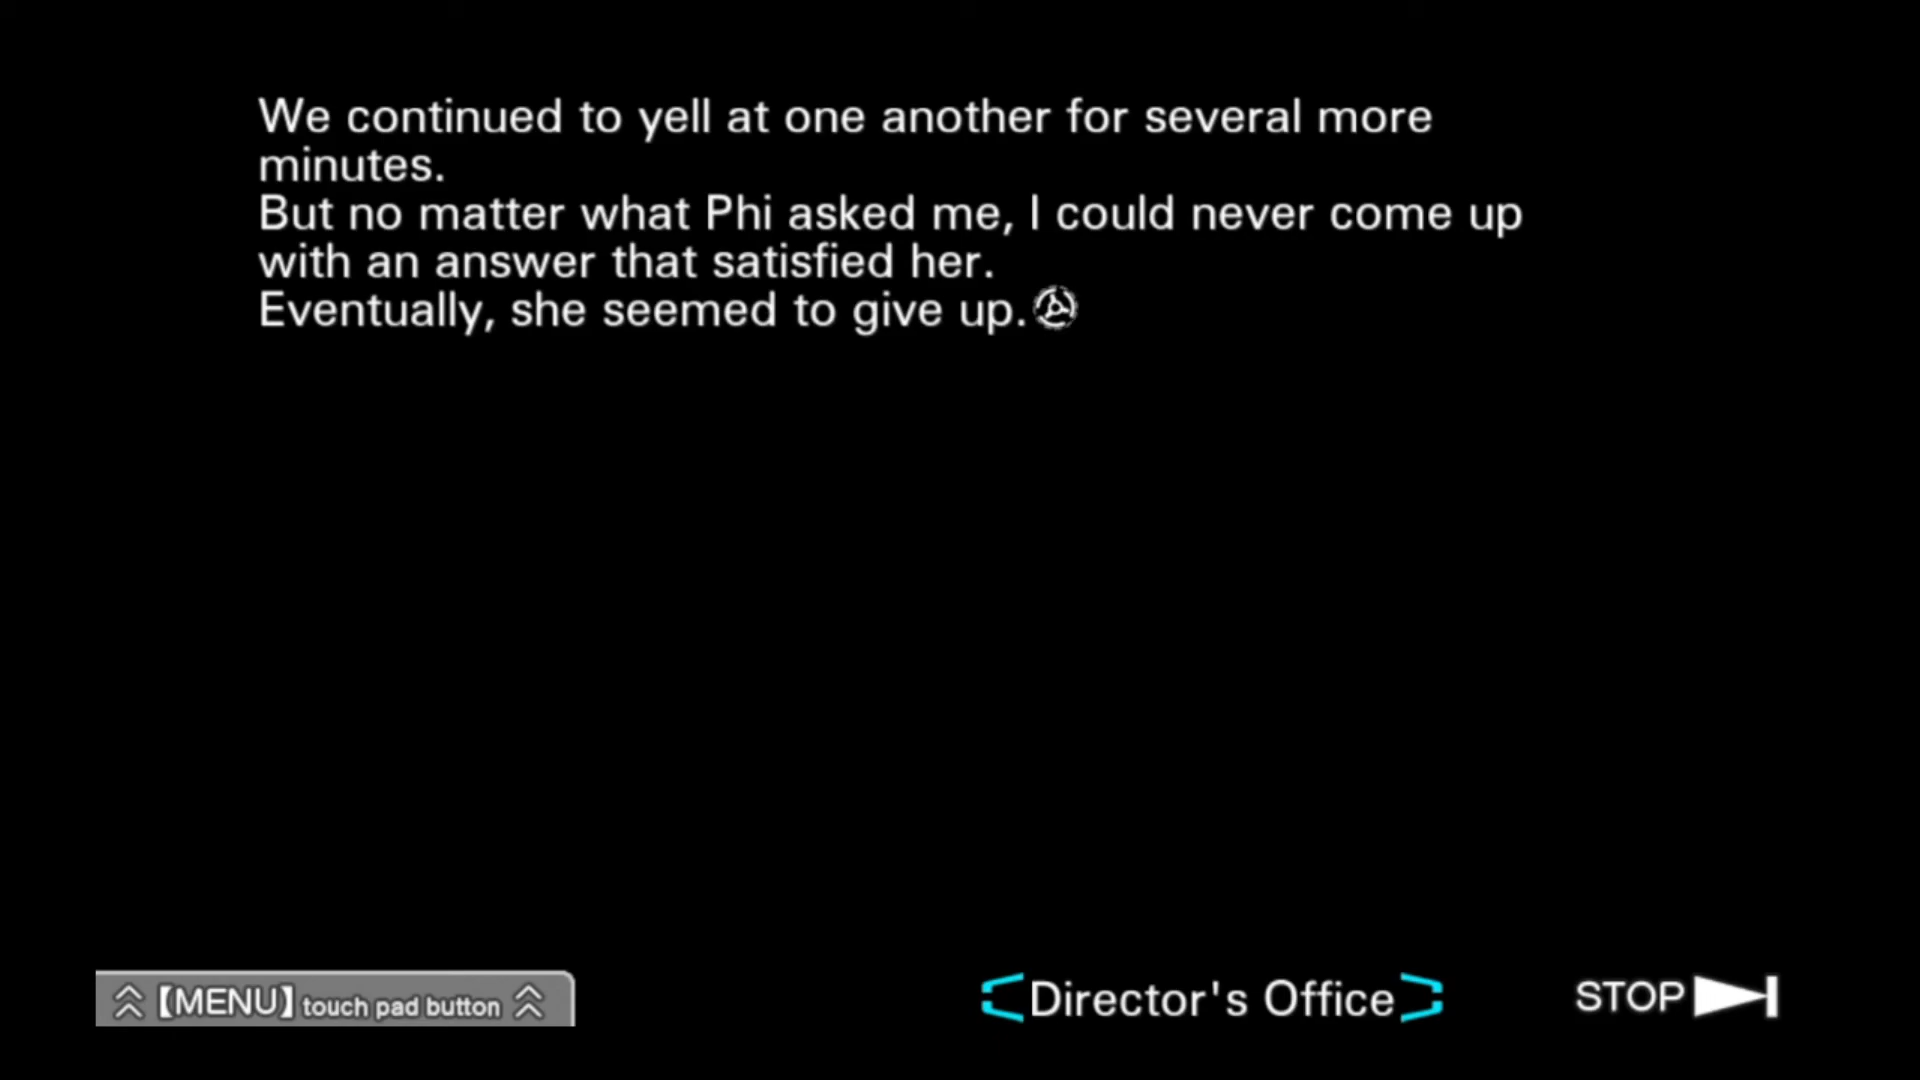 We continued to yell at one another for several more
minutes.
But no matter what Phi asked me, I could never come up
with an answer that satisfied her.
Eventually, she seemed to give up.
【MENU】touch pad button
Director's Office
STOP